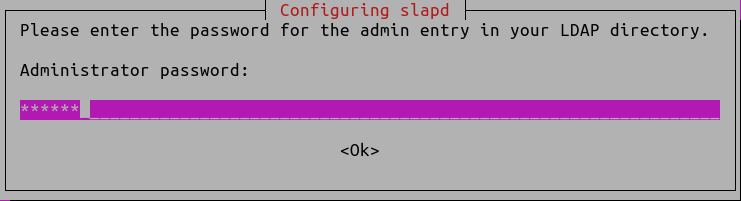 Configuring slapd
Please enter the password for the admin entry in your LDAP directory.
Administrator password:
******
<Ok>